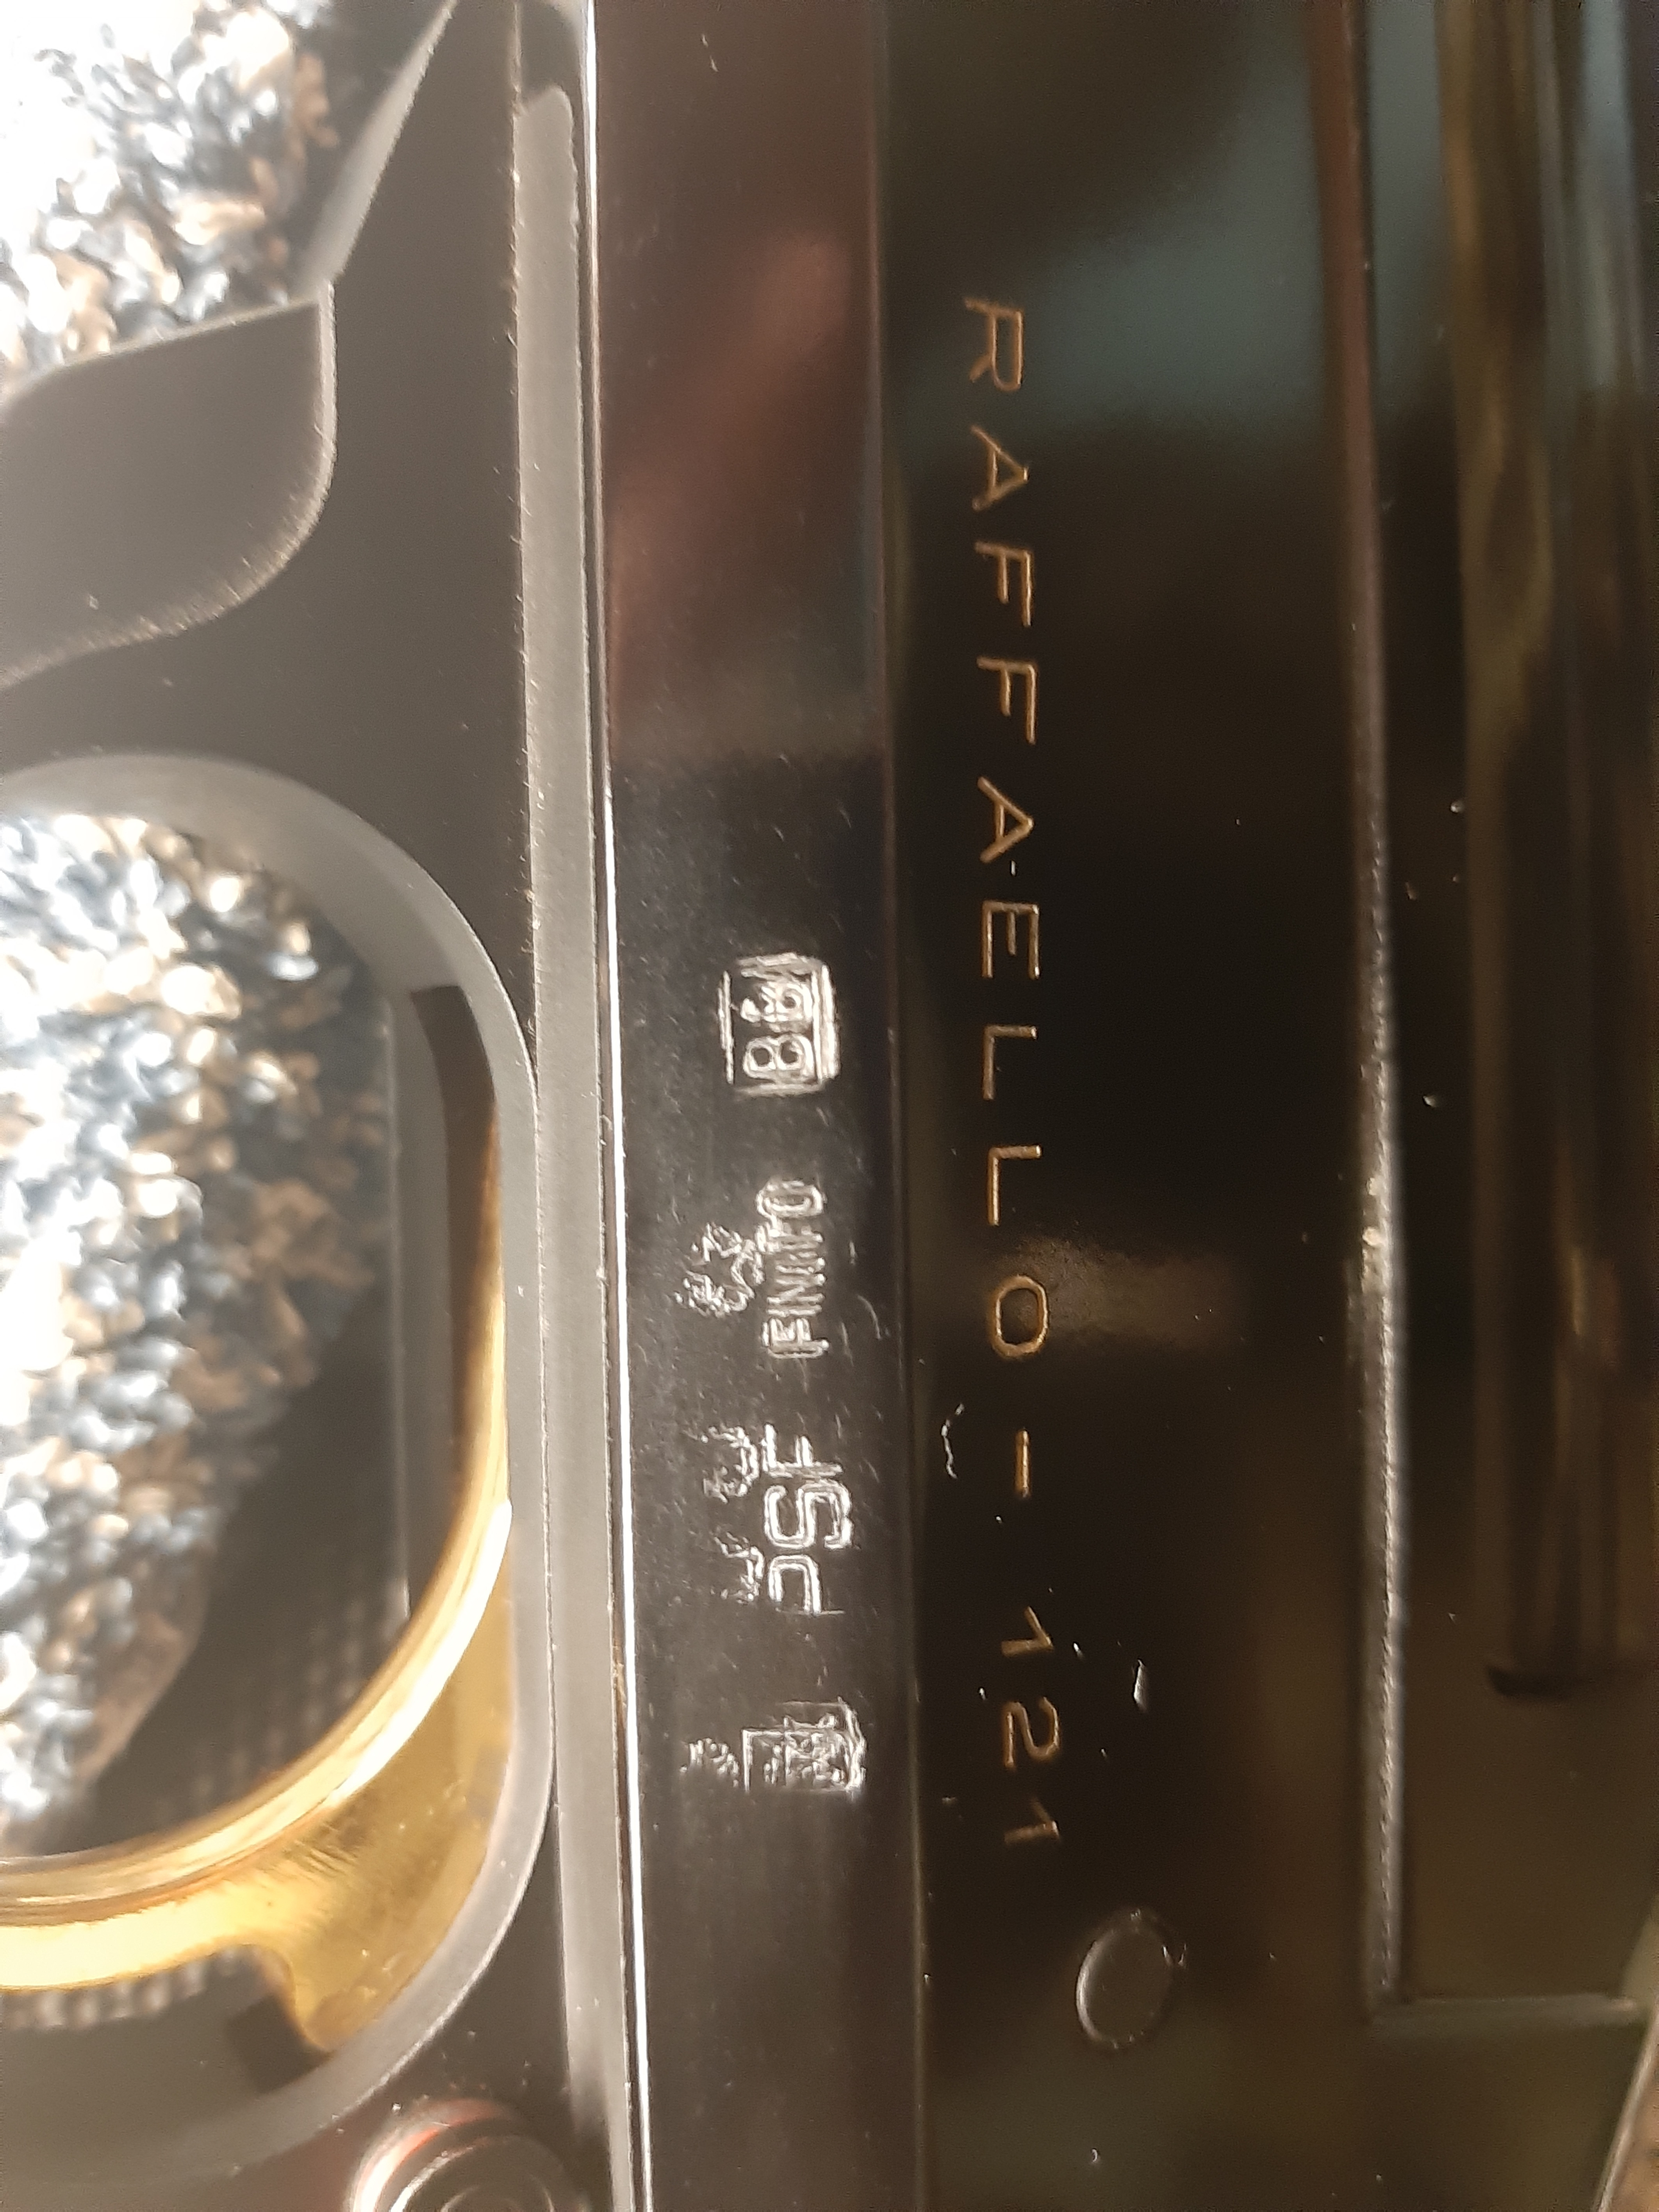 RAFFAELLO-121
PSF FINITO